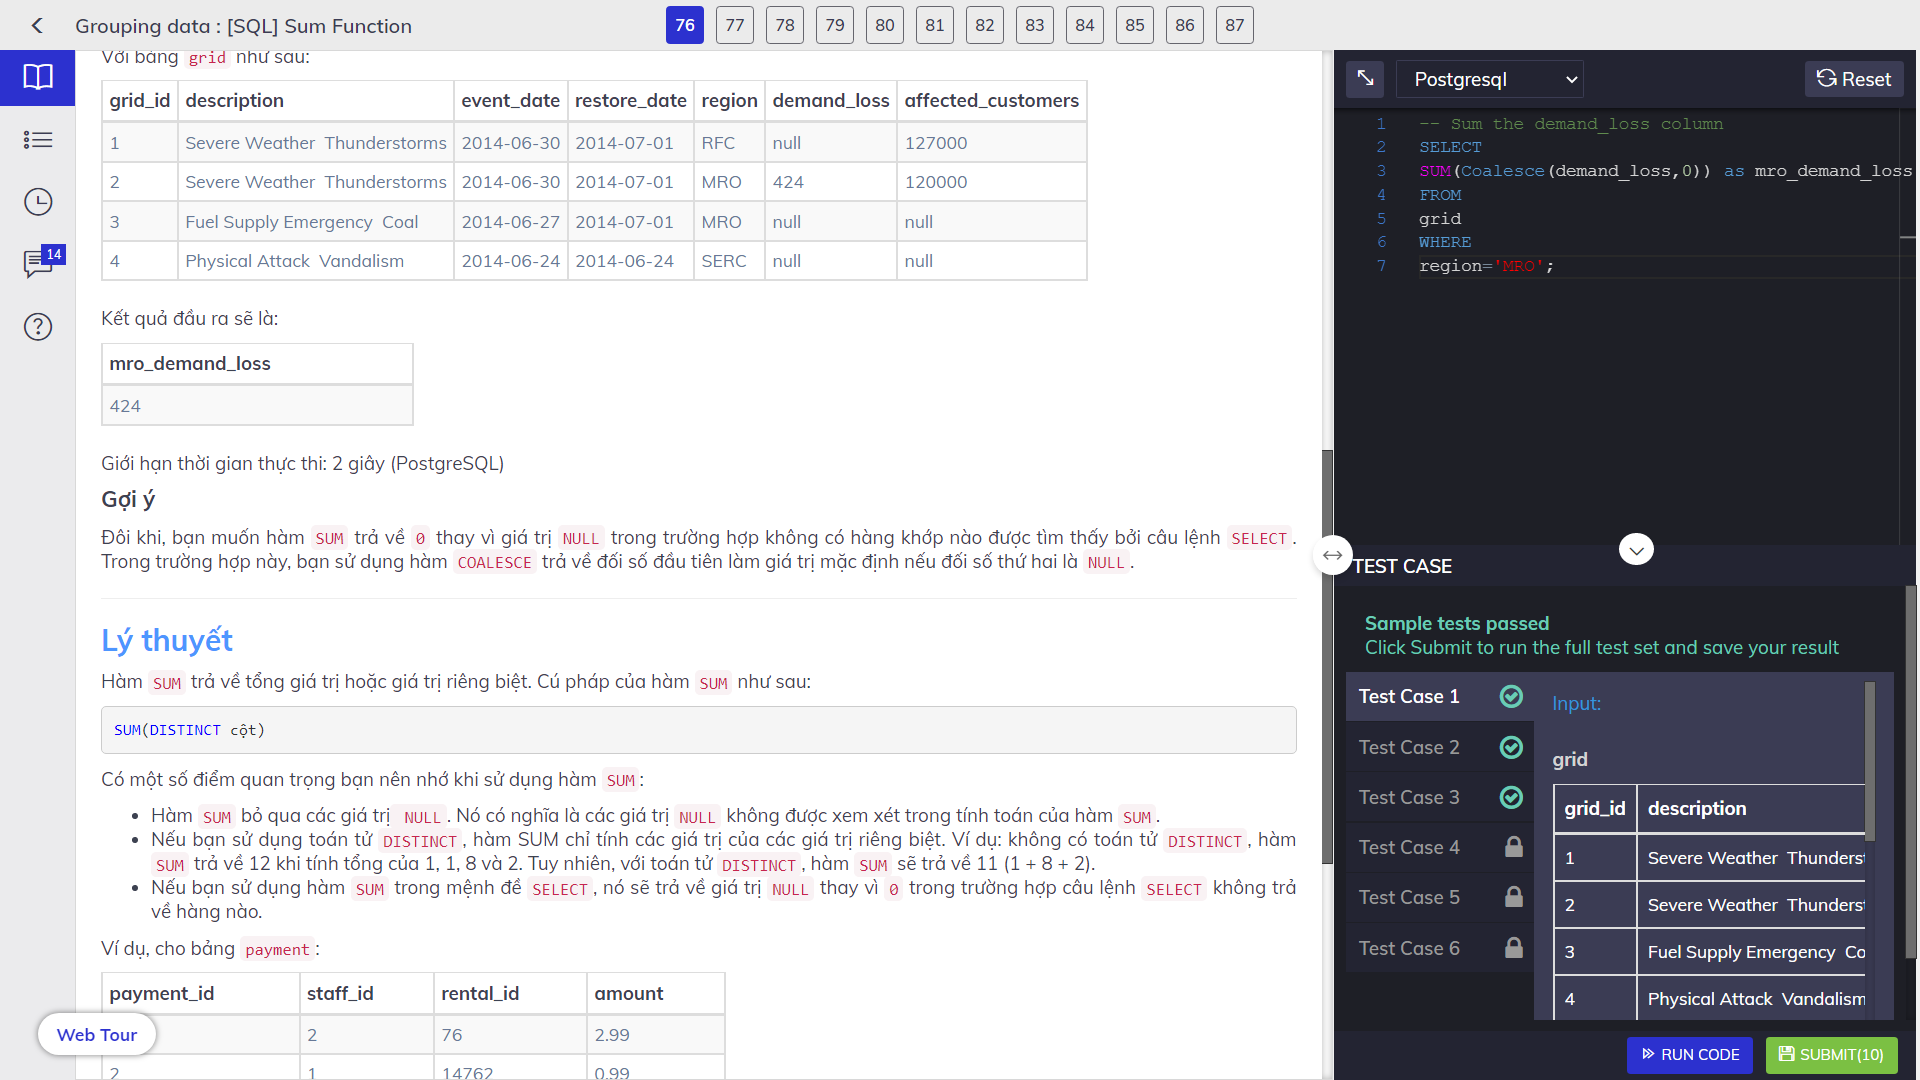 Grouping data : [SQL] Sum Function
76 77 78 79 80 81 82 83 84 85 86 87
Với bảng grid như sau:
grid_id description event_date restore_date region demand_loss affected_customers
1 Severe Weather Thunderstorms 2014-06-30 2014-07-01 RFC null 127000
2 Severe Weather Thunderstorms 2014-06-30 2014-07-01 MRO 424 120000
3 Fuel Supply Emergency Coal 2014-06-27 2014-07-01 MRO null null
4 Physical Attack Vandalism 2014-06-24 2014-06-24 SERC null null
Kết quả đầu ra sẽ là:
mro_demand_loss
424
Giới hạn thời gian thực thi: 2 giây (PostgreSQL)
Gợi ý
Đôi khi, bạn muốn hàm SUM trả về 0 thay vì giá trị NULL trong trường hợp không có hàng khớp nào được tìm thấy bởi câu lệnh SELECT.
Trong trường hợp này, bạn sử dụng hàm COALESCE trả về đối số đầu tiên làm giá trị mặc định nếu đối số thứ hai là NULL.
Lý thuyết
Hàm SUM trả về tổng giá trị hoặc giá trị riêng biệt. Cú pháp của hàm SUM như sau:
SUM(DISTINCT cột)
Có một số điểm quan trọng bạn nên nhớ khi sử dụng hàm SUM:
• Hàm SUM bỏ qua các giá trị NULL. Nó có nghĩa là các giá trị NULL không được xem xét trong tính toán của hàm SUM.
• Nếu bạn sử dụng toán tử DISTINCT, hàm SUM chỉ tính các giá trị của các giá trị riêng biệt. Ví dụ: không có toán tử DISTINCT, hàm
SUM trả về 12 khi tính tổng của 1, 1, 8 và 2. Tuy nhiên, với toán tử DISTINCT, hàm SUM sẽ trả về 11 (1 + 8 + 2).
• Nếu bạn sử dụng hàm SUM trong mệnh đề SELECT, nó sẽ trả về giá trị NULL thay vì 0 trong trường hợp câu lệnh SELECT không trả
về hàng nào.
Ví dụ, cho bảng payment:
payment_id staff_id rental_id amount
2 76 2.99
2 1 14762 0.99
14
Web Tour
Postgresql
Reset
1 -- Sum the demand_loss column
2 SELECT
3 SUM(Coalesce(demand_loss,0)) as mro_demand_loss
4 FROM
5 grid
6 WHERE
7 region='MRO';
TEST CASE
Sample tests passed
Click Submit to run the full test set and save your result
Test Case 1
Test Case 2
Test Case 3
Test Case 4
Test Case 5
Test Case 6
Input:
grid
grid_id description
1 Severe Weather Thunderst
2 Severe Weather Thunderst
3 Fuel Supply Emergency Co
4 Physical Attack Vandalism
RUN CODE
SUBMIT(10)